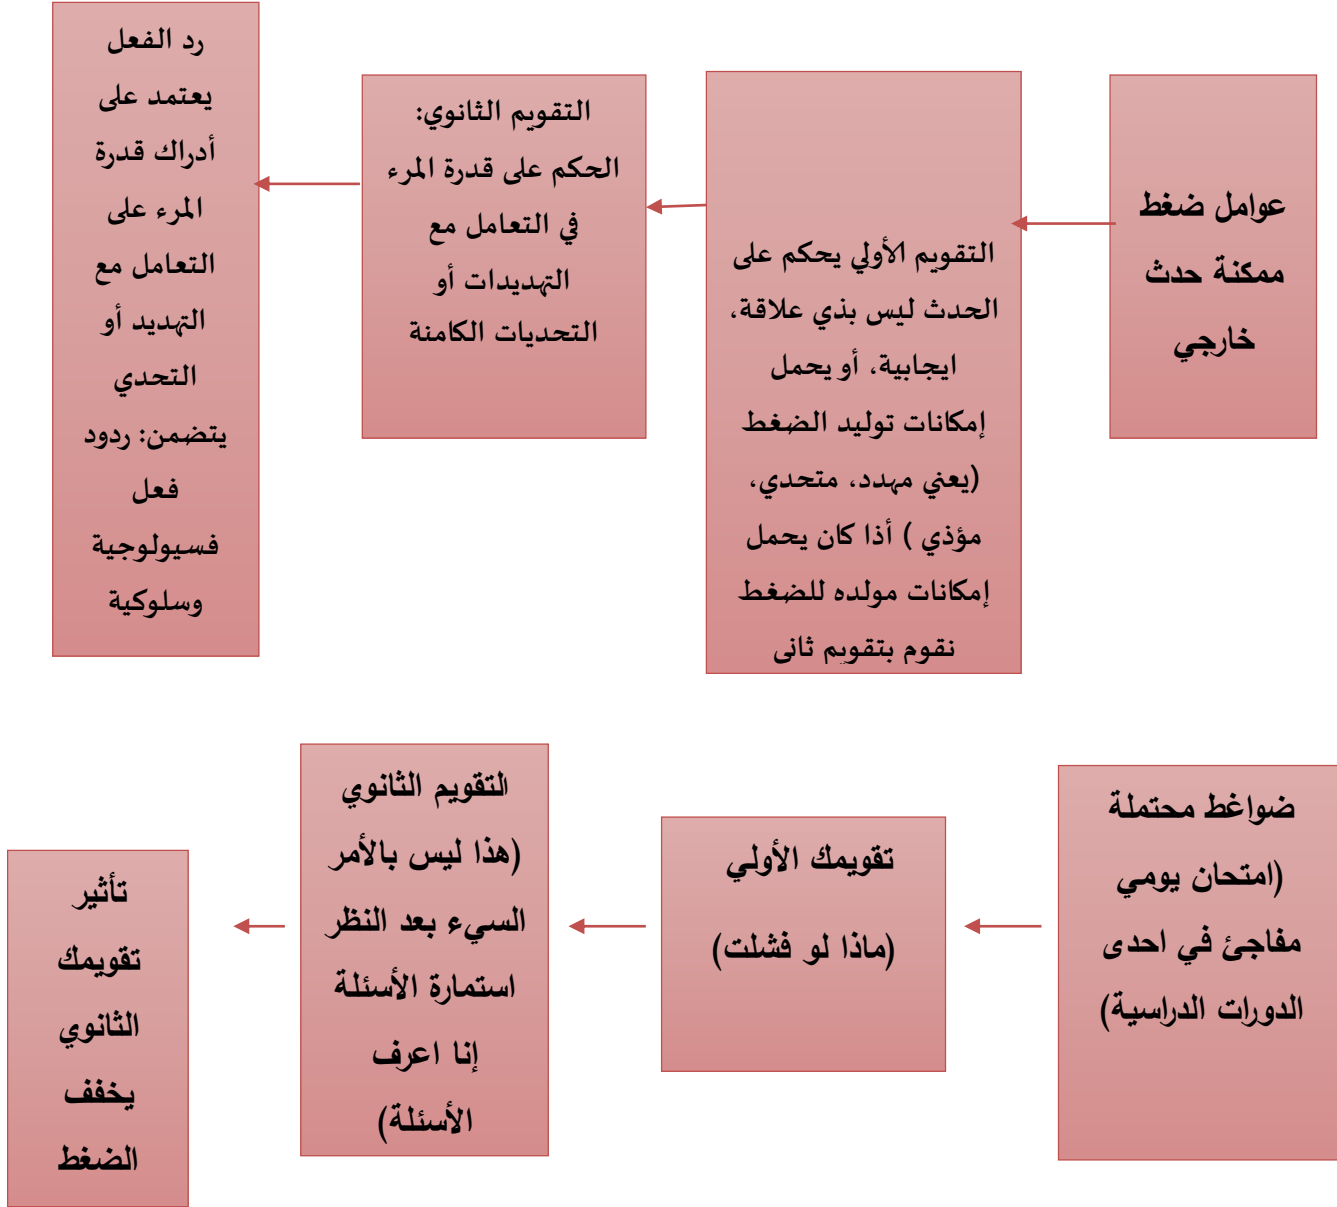 عوامل ضغط
ممكنة حدث
خارجي
التقويم الأولي يحكم على
الحدث ليس بذي علاقة،
ايجابية، أو يحمل
إمكانات توليد الضغط
(يعني مهدد، متحدي،
مؤذي ) أذا كان يحمل
إمكانات مولده للضغط
نقوم بتقويم ثاني
التقويم الثانوي:
الحكم على قدرة المرء
في التعامل مع
التهديدات أو
التحديات الكامنة
رد الفعل
يعتمد على
أدراك قدرة
المرء على
التعامل مع
التهديد أو
التحدي
يتضمن: ردود
فعل
فسيولوجية
وسلوكية
ضواغط محتملة
(امتحان يومي
مفاجئ في احدى
الدورات الدراسية)
تقويمك الأولي
(ماذا لو فشلت)
التقويم الثانوي
(هذا ليس بالأمر
السيء بعد النظر
استمارة الأسئلة
إنا اعرف
الأسئلة)
تأثير
تقويمك
الثانوي
يخفف
الضغط